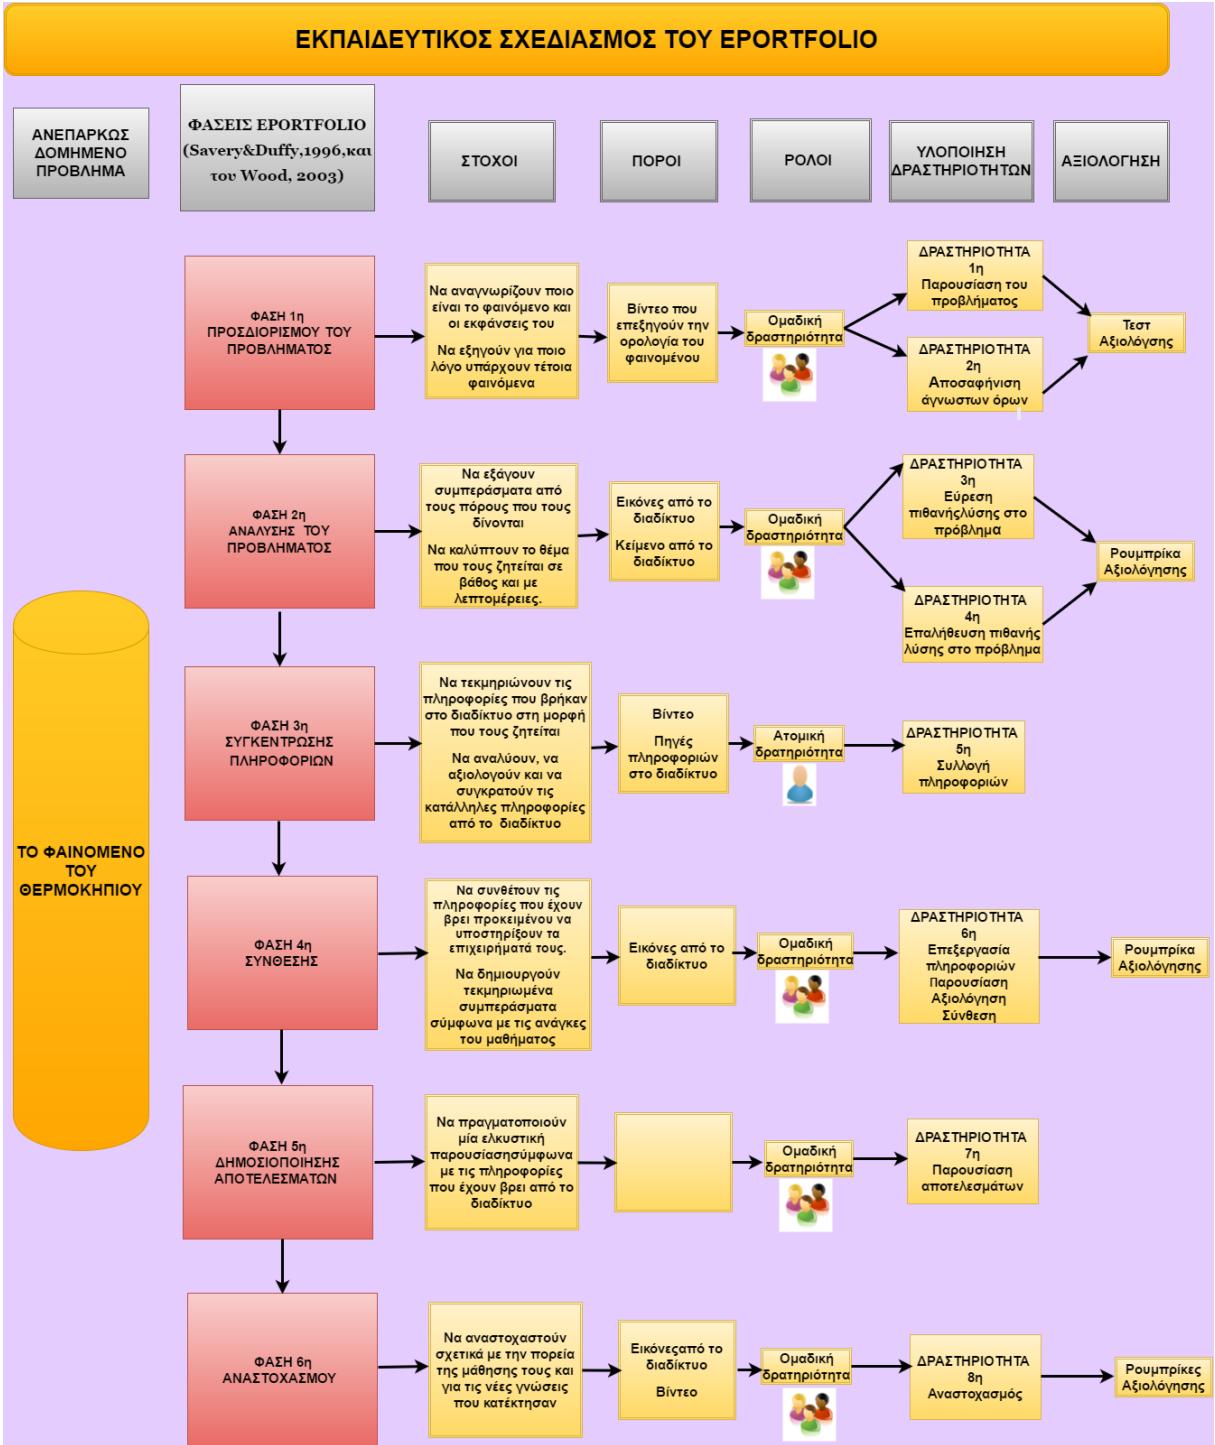 ΕΚΠΑΙΔΕΥΤΙΚΟΣ ΣΧΕΔΙΑΣΜΟΣ ΤΟΥ EPORTFOLIO
ΑΝΕΠΑΡΚΩΣ
ΔΟΜΗΜΕΝΟ
ΠΡΟΒΛΗΜΑ
ΦΑΣΕΙΣ EPORTFOLIO
(Savery&Duffy,1996,και
του Wood, 2003)
ΣΤΟΧΟΙ
ΠΟΡΟΙ
ΡΟΛΟΙ
ΥΛΟΠΟΙΗΣΗ
ΔΡΑΣΤΗΡΙΟΤΗΤΩΝ
ΑΞΙΟΛΟΓΗΣΗ
ΤΟ ΦΑΙΝΟΜΕΝΟ
ΤΟΥ
ΘΕΡΜΟΚΗΠΙΟΥ
ΦΑΣΗ 1η
ΠΡΟΣΔΙΟΡΙΣΜΟΥ ΤΟΥ
ΠΡΟΒΛΗΜΑΤΟΣ
Να αναγνωρίζουν ποιο
είναι το φαινόμενο και
οι εκφάνσεις του
Να εξηγούν για ποιο
λόγο υπάρχουν τέτοια
φαινόμενα
Βίντεο που
επεξηγούν την
ορολογία του
φαινομένου
Ομαδική
δραστηριότητα
ΔΡΑΣΤΗΡΙΟΤΗΤΑ
1η
Παρουσίαση του
προβλήματος
ΔΡΑΣΤΗΡΙΟΤΗΤΑ
2η
Αποσαφήνιση
άγνωστων όρων
Τεστ
Αξιολόγσης
ΦΑΣΗ 2η
ΑΝΑΛΥΣΗΣ ΤΟΥ
ΠΡΟΒΛΗΜΑΤΟΣ
Να εξάγουν
συμπεράσματα από
τους πόρους που τους
δίνονται
Να καλύπτουν το θέμα
που τους ζητείται σε
βάθος και με
λεπτομέρειες.
Εικόνες από το
διαδίκτυο
Κείμενο από το
διαδίκτυο
Ομαδική
δραστηριότητα
ΔΡΑΣΤΗΡΙΟΤΗΤΑ
3η
Εύρεση
πιθανήςλύσης στο
πρόβλημα
ΔΡΑΣΤΗΡΙΟΤΗΤΑ
4η
Επαλήθευση πιθανής
λύσης στο πρόβλημα
Ρουμπρίκα
Αξιολόγησης
ΦΑΣΗ 3η
ΣΥΓΚΕΝΤΡΩΣΗΣ
ΠΛΗΡΟΦΟΡΙΩΝ
Να τεκμηριώνουν τις
πληροφορίες που βρήκαν
στο διαδίκτυο στη μορφή
που τους ζητείται
Να αναλύουν, να
αξιολογούν και να
συγκρατούν τις
κατάλληλες πληροφορίες
από το διαδίκτυο
Βίντεο
Πηγές
πληροφοριών
στο διαδίκτυο
Ατομική
δρατηριότητα
ΔΡΑΣΤΗΡΙΟΤΗΤΑ
5η
Συλλογή
πληροφοριών
ΦΑΣΗ 4η
ΣΥΝΘΕΣΗΣ
Να συνθέτουν τις
πληροφορίες που έχουν
βρει προκειμένου να
υποστηρίξουν τα
επιχειρήματά τους.
Να δημιουργούν
τεκμηριωμένα
συμπεράσματα
σύμφωνα με τις ανάγκες
του μαθήματος
Εικόνες από το
διαδίκτυο
Ομαδική
δραστηριότητα
ΔΡΑΣΤΗΡΙΟΤΗΤΑ
6η
Επεξεργασία
πληροφοριών
Παρουσίαση
Αξιολόγηση
Σύνθεση
Ρουμπρίκα
Αξιολόγησης
ΦΑΣΗ 5η
ΔΗΜΟΣΙΟΠΟΙΗΣΗΣ
ΑΠΟΤΕΛΕΣΜΑΤΩΝ
Να πραγματοποιούν
μία ελκυστική
παρουσίασησύμφωνα
με τις πληροφορίες
που έχουν βρει από το
διαδίκτυο
Ομαδική
δρατηριότητα
ΔΡΑΣΤΗΡΙΟΤΗΤΑ
7η
Παρουσίαση
αποτελεσμάτων
ΦΑΣΗ 6η
ΑΝΑΣΤΟΧΑΣΜΟΥ
Να αναστοχαστούν
σχετικά με την πορεία
της μάθησης τους και
για τις νέες γνώσεις
που κατέκτησαν
Εικόνεςαπό το
διαδίκτυο
Βίντεο
Ομαδική
δρατηριότητα
ΔΡΑΣΤΗΡΙΟΤΗΤΑ
8η
Αναστοχασμός
Ρουμπρίκες
Αξιολόγησης